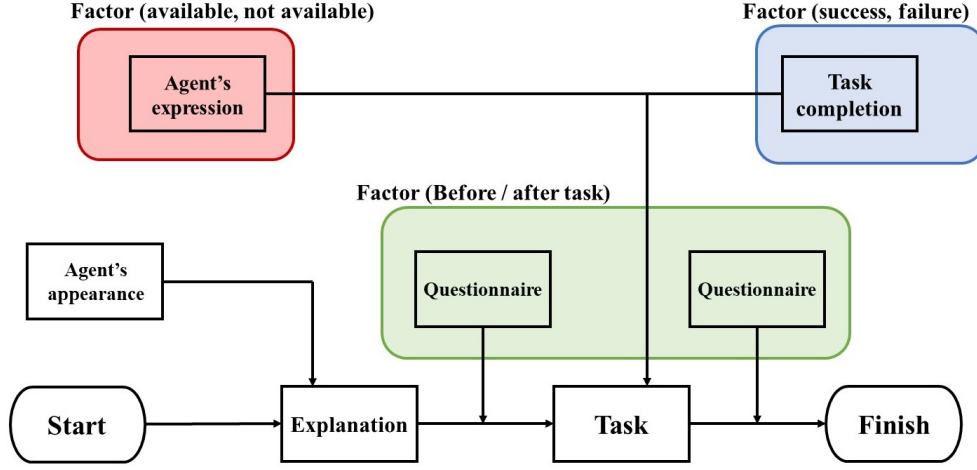 Factor (available, not available)
Factor (success, failure)
Agent's
expression
Task
completion
Factor (Before / after task)
Agent's
appearance
Questionnaire
Questionnaire
Start
Explanation
Task
Finish